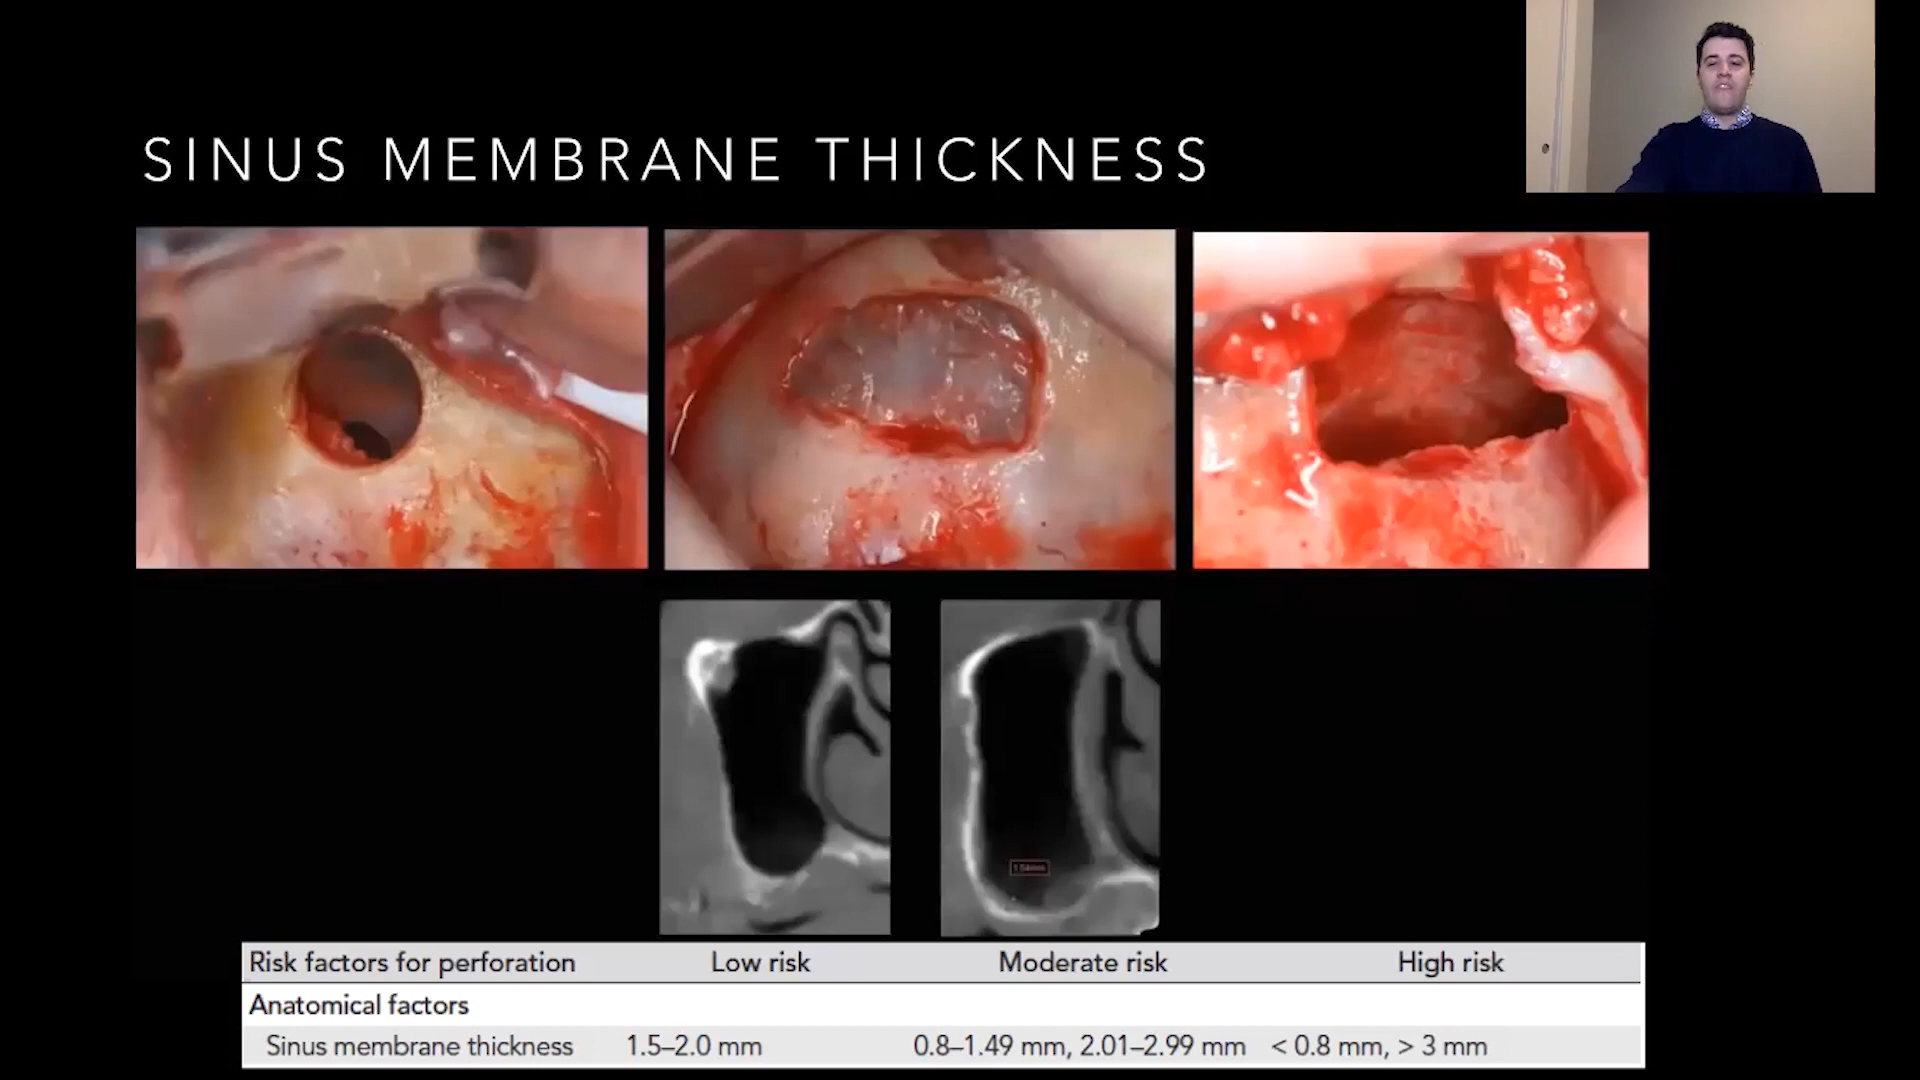 SINUS MEMBRANE THICKNESS
Risk factors for perforation Low risk Moderate risk High risk
Anatomical factors
Sinus membrane thickness 1.5–2.0 mm 0.8–1.49 mm, 2.01–2.99 mm < 0.8 mm, > 3 mm